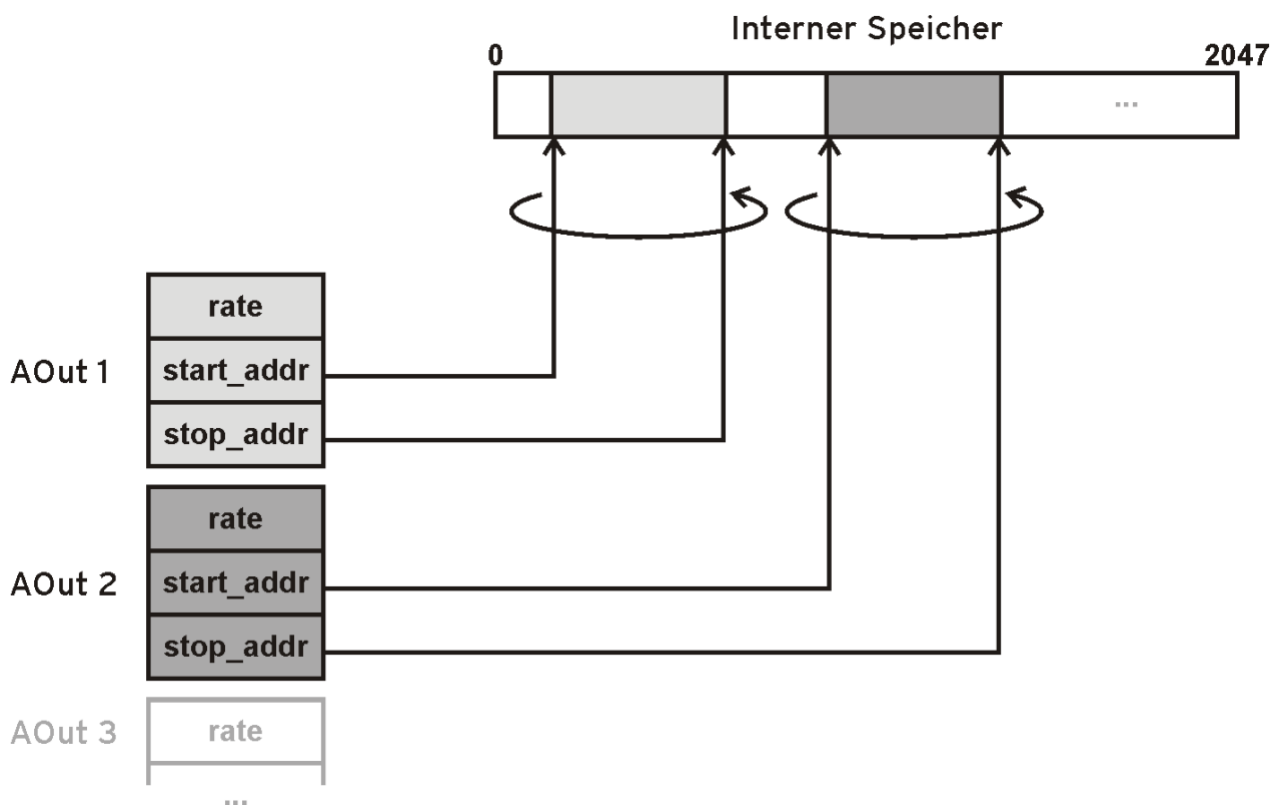 Interner Speicher
0
2047
...
rate
AOut 1
start_addr
stop_addr
rate
AOut 2
start_addr
stop_addr
AOut 3
rate
...